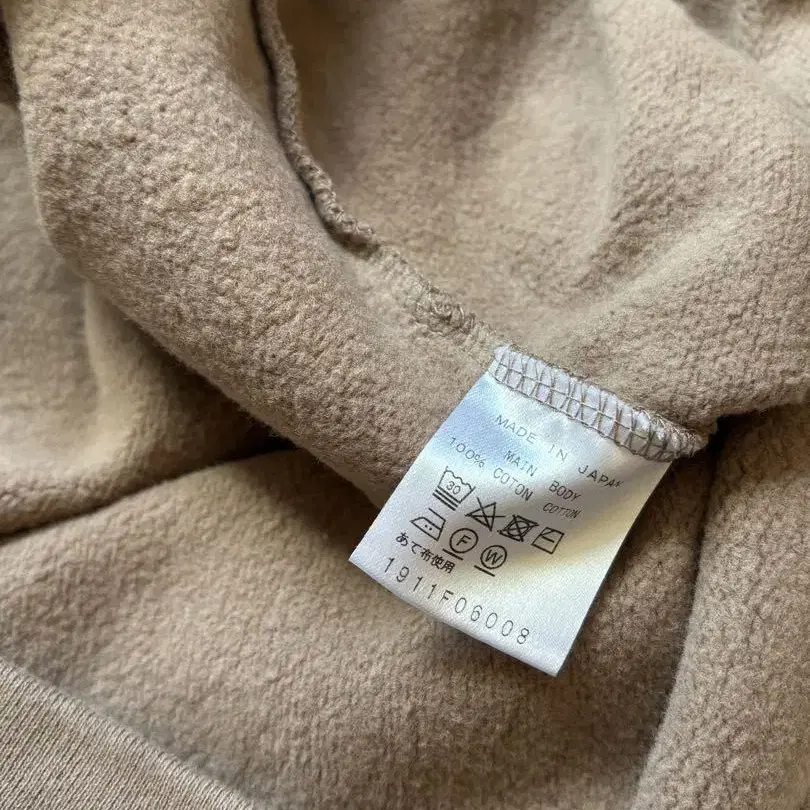 MADE IN JAPAN
MAIN BODY
100% COTON COTTON
30
F W
あて布使用
1911F06008